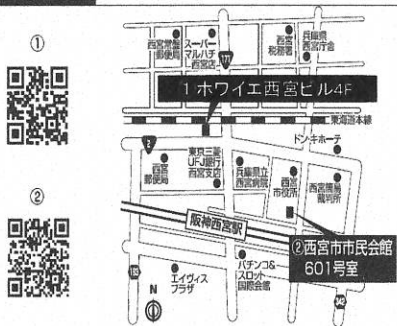 ①
②
西宮常盤
郵便局
スーパー
マルハチ
西宮店
171
西宮
税務署
兵庫県
西宮庁舎
1 ホワイエ西宮ビル4F
東海道本線
ドン・キホーテ
2
西宮
郵便局
東京三菱
UFJ銀行
西宮支店
兵庫県立
西宮病院
西宮
市役所
西宮簡易
裁判所
阪神西宮駅
②西宮市市民会館
601号室
193
エイヴィス
プラザ
パチンコ&
スロット
国際会館
342
N